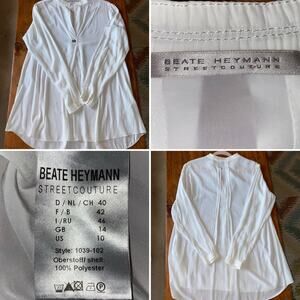 BEATE HEYMANN
STREETCOUTURE
BEATE HEYMANN
STREETCOUTURE
D / NL / CH 40
F / B 42
I / RU 46
GB 14
US 10
Style: 1039-102
Oberstoff/ shell:
100% Polyester